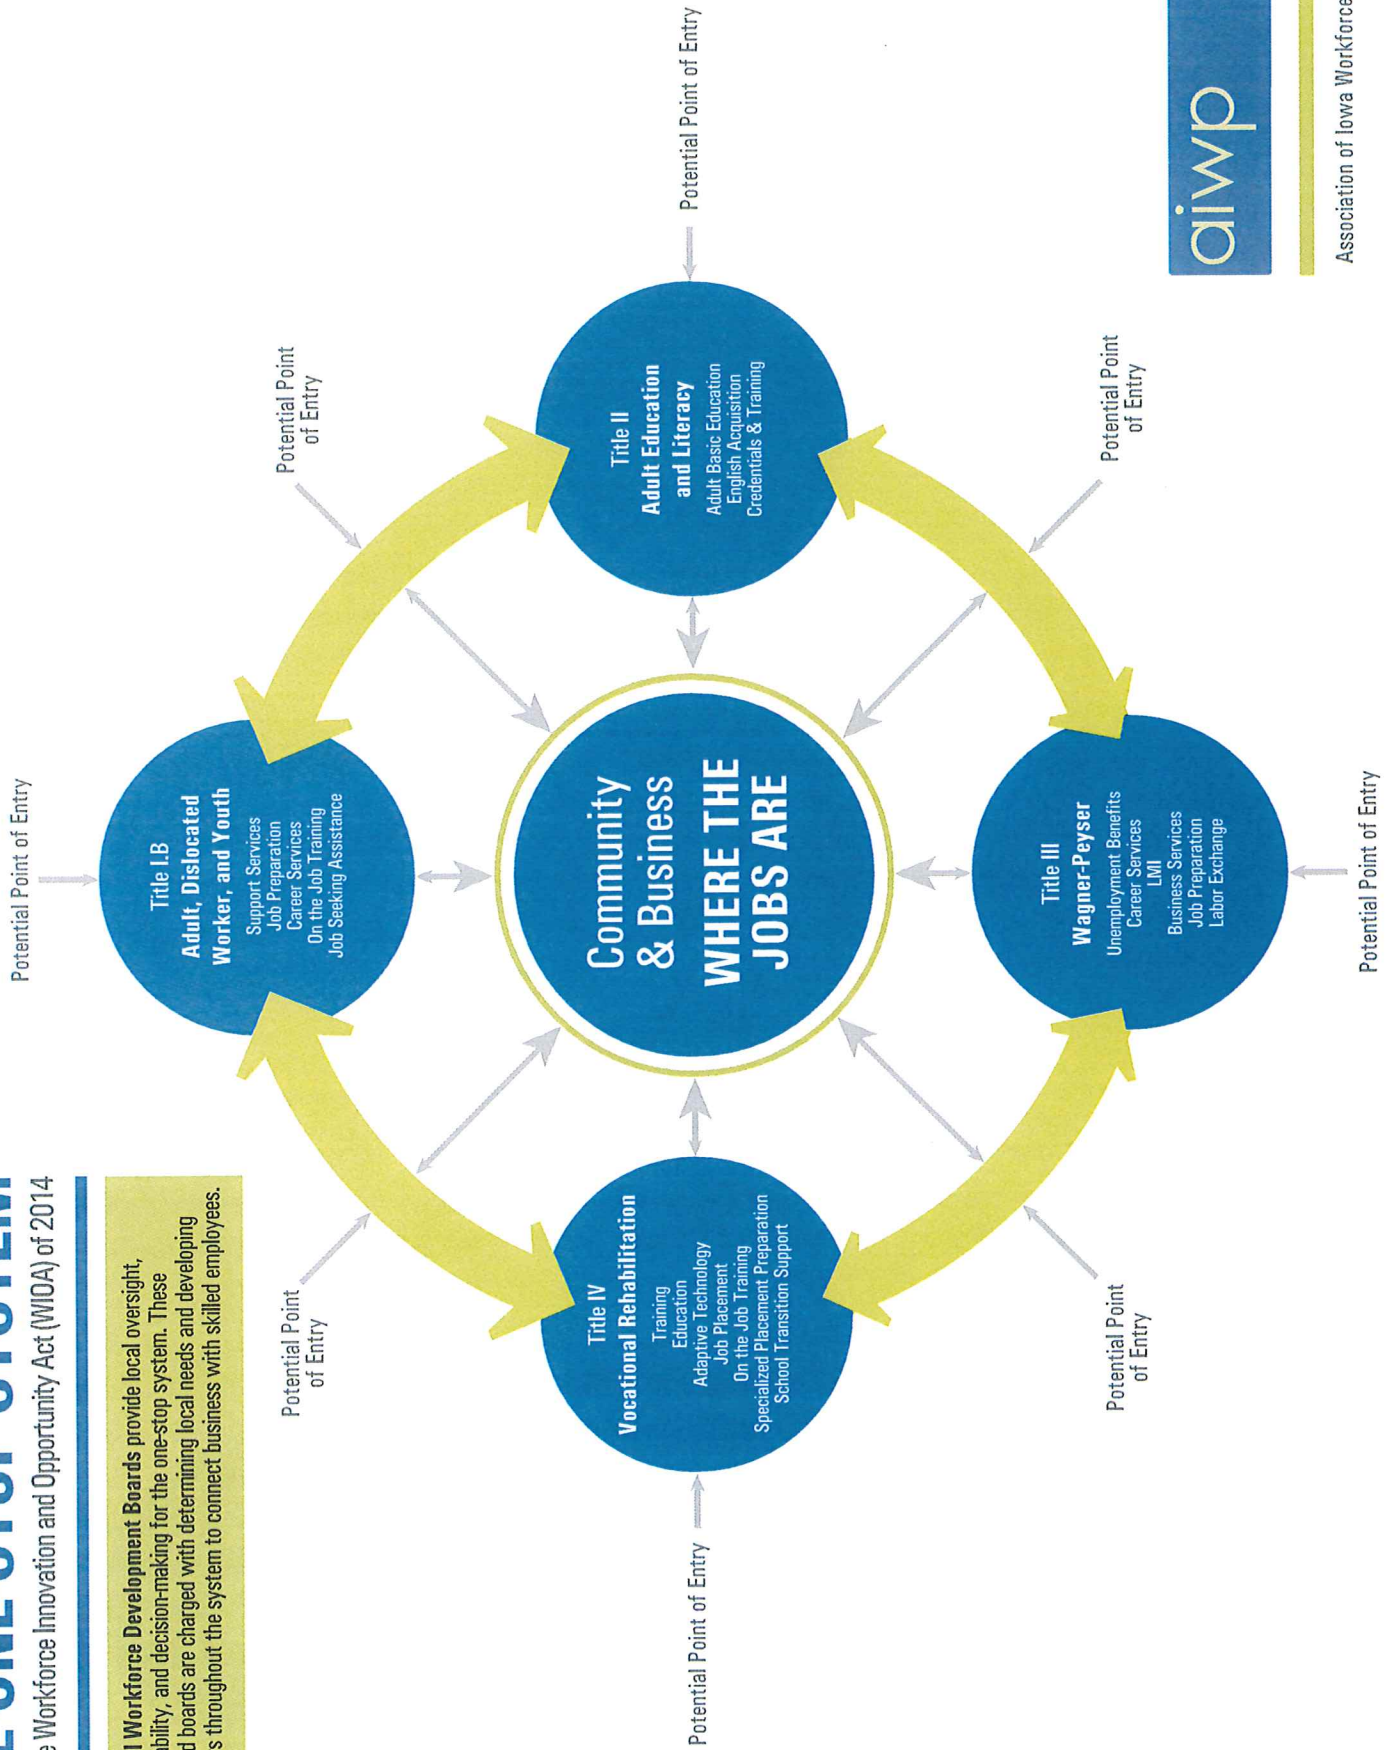 ONE STOP SYSTEM
Workforce Innovation and Opportunity Act (WIOA) of 2014
Workforce Development Boards provide local oversight,
and decision-making for the one-stop system. These
boards are charged with determining local needs and developing
throughout the system to connect business with skilled employees.
Potential Point of Entry
Title I.B
Adult, Dislocated
Worker, and Youth
Support Services
Job Preparation
Career Services
On the Job Training
Job Seeking Assistance
Potential Point
of Entry
Potential Point
of Entry
Potential Point of Entry
Title IV
Vocational Rehabilitation
Training
Education
Adaptive Technology
Job Placement
On the Job Training
Specialized Placement Preparation
School Transition Support
Community
& Business
WHERE THE
JOBS ARE
Title II
Adult Education
and Literacy
Adult Basic Education
English Acquisition
Credentials & Training
Potential Point of Entry
Potential Point
of Entry
Potential Point
of Entry
Title III
Wagner-Peyser
Unemployment Benefits
Career Services
LMI
Business Services
Job Preparation
Labor Exchange
Potential Point of Entry
aiwp
Association of Iowa Workforce